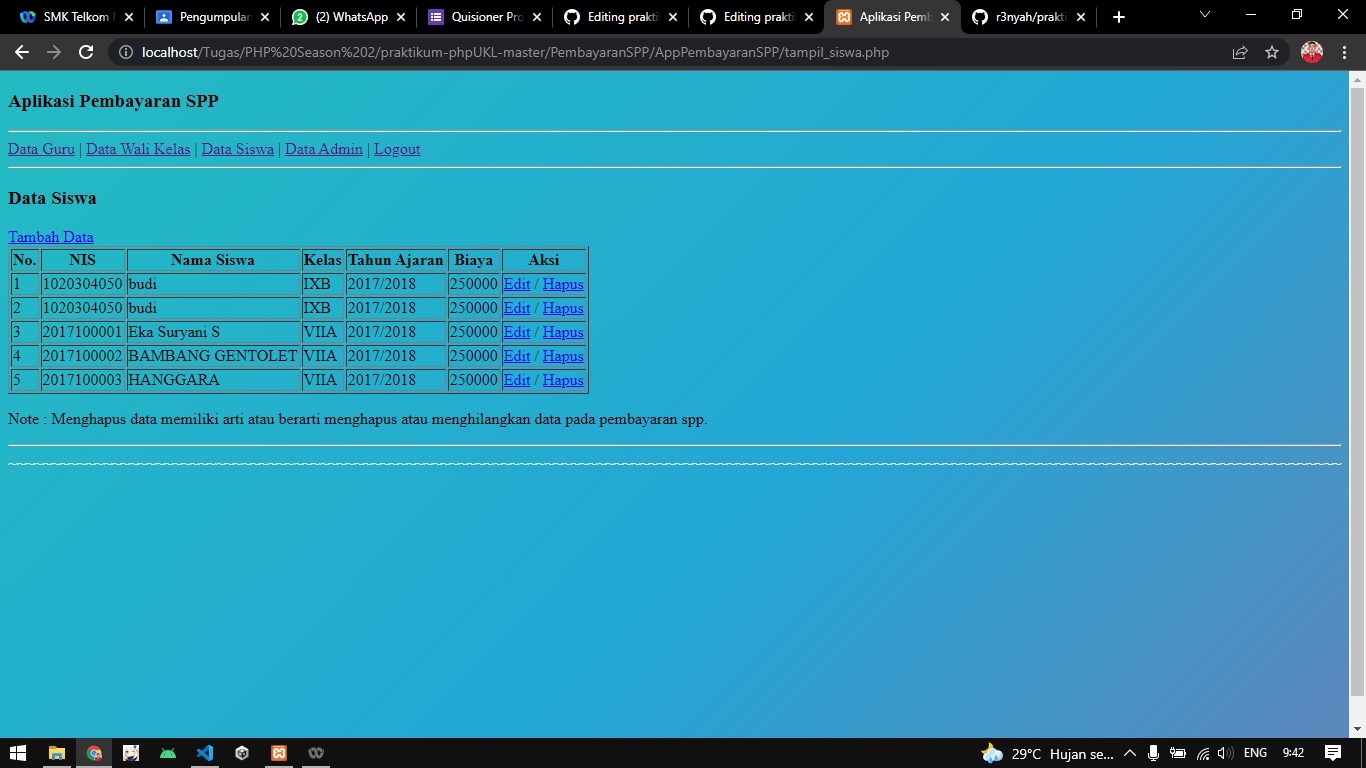 SMK Telkom
Pengumpulan
(2) WhatsApp
Quisioner Pro
Editing prakti
Editing prakti
Aplikasi Pemb
r3nyah/prakti
localhost/Tugas/PHP%20Season%202/praktikum-phpUKL-master/PembayaranSPP/AppPembayaranSPP/tampil_siswa.php
Aplikasi Pembayaran SPP
Data Guru | Data Wali Kelas | Data Siswa | Data Admin | Logout
Data Siswa
Tambah Data
No. NIS Nama Siswa Kelas Tahun Ajaran Biaya Aksi
1 1020304050 budi IXB 2017/2018 250000 Edit / Hapus
2 1020304050 budi IXB 2017/2018 250000 Edit / Hapus
3 2017100001 Eka Suryani S VIIA 2017/2018 250000 Edit / Hapus
4 2017100002 BAMBANG GENTOLET VIIA 2017/2018 250000 Edit / Hapus
5 2017100003 HANGGARA VIIA 2017/2018 250000 Edit / Hapus
Note : Menghapus data memiliki arti atau berarti menghapus atau menghilangkan data pada pembayaran spp.
29°C Hujan se... ENG 9:42